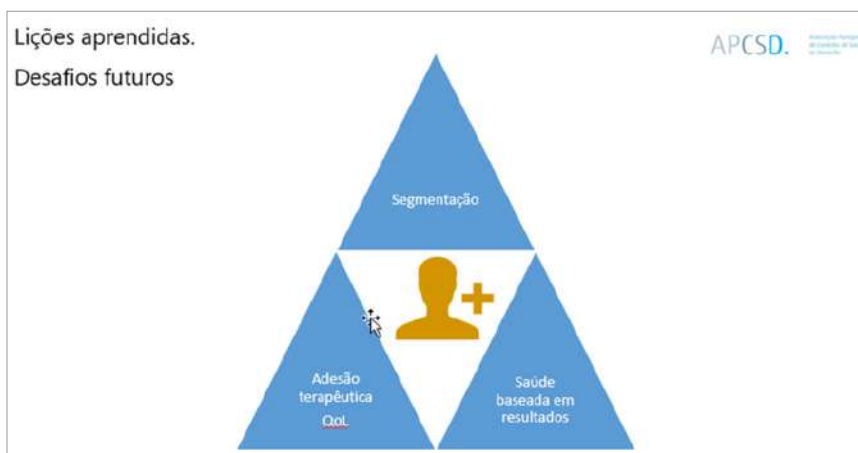 Lições aprendidas.
Desafios futuros
APCSD.
Segmentação
Adesão
terapêutica
QoL
Saúde
baseada em
resultados